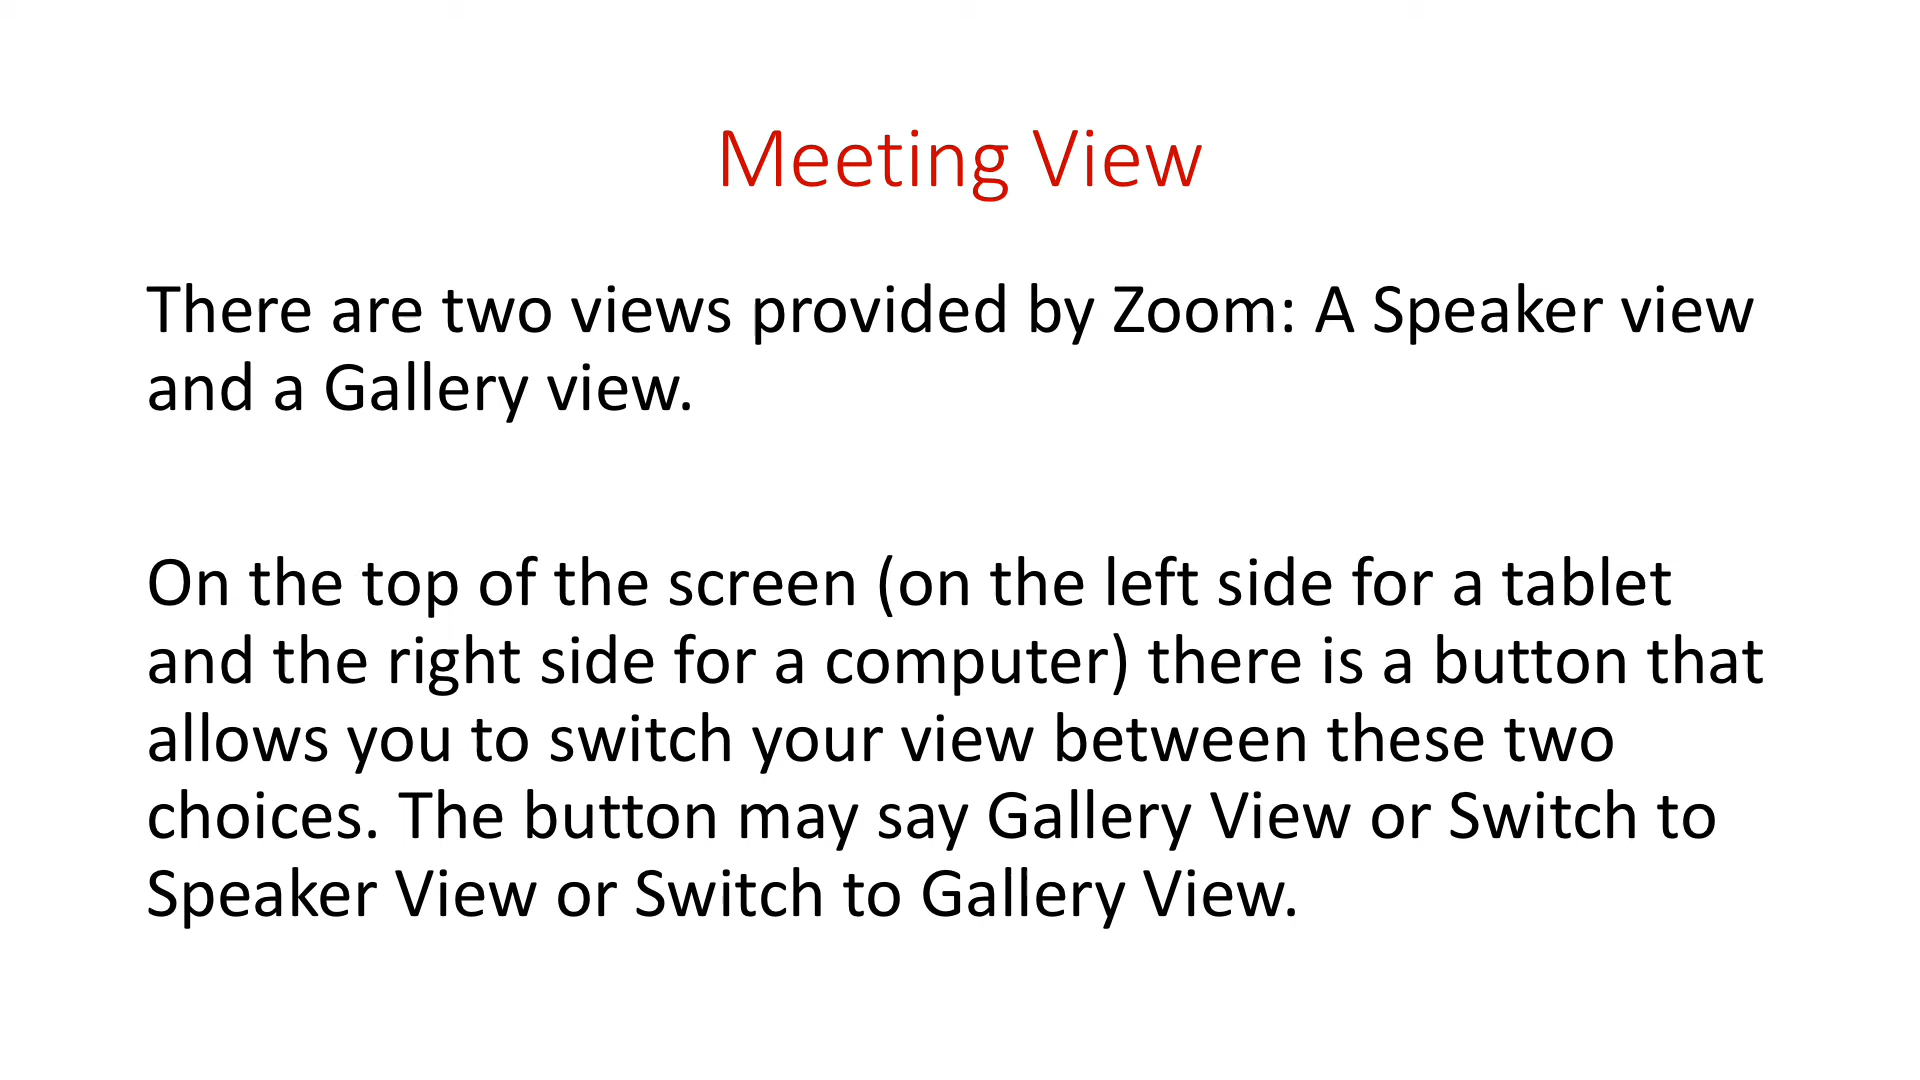 Meeting View
There are two views provided by Zoom: A Speaker view
and a Gallery view.
On the top of the screen (on the left side for a tablet
and the right side for a computer) there is a button that
allows you to switch your view between these two
choices. The button may say Gallery View or Switch to
Speaker View or Switch to Gallery View.